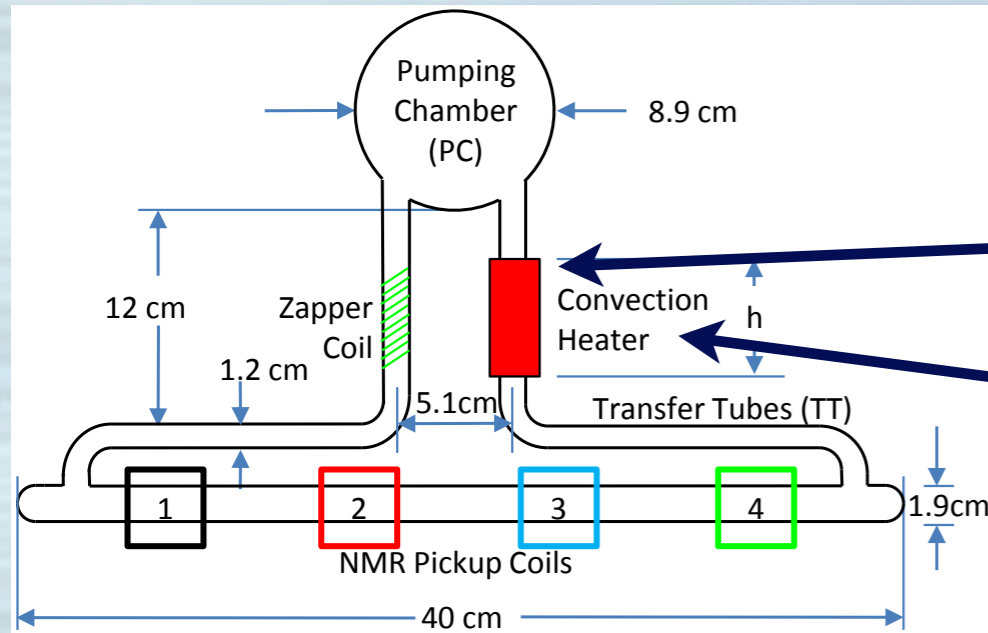 Pumping
Chamber
(PC)
8.9 cm
12 cm
Zapper
Coil
Convection
Heater
h
1.2 cm
5.1cm
Transfer Tubes (TT)
1
2
3
4
1.9cm
NMR Pickup Coils
40 cm